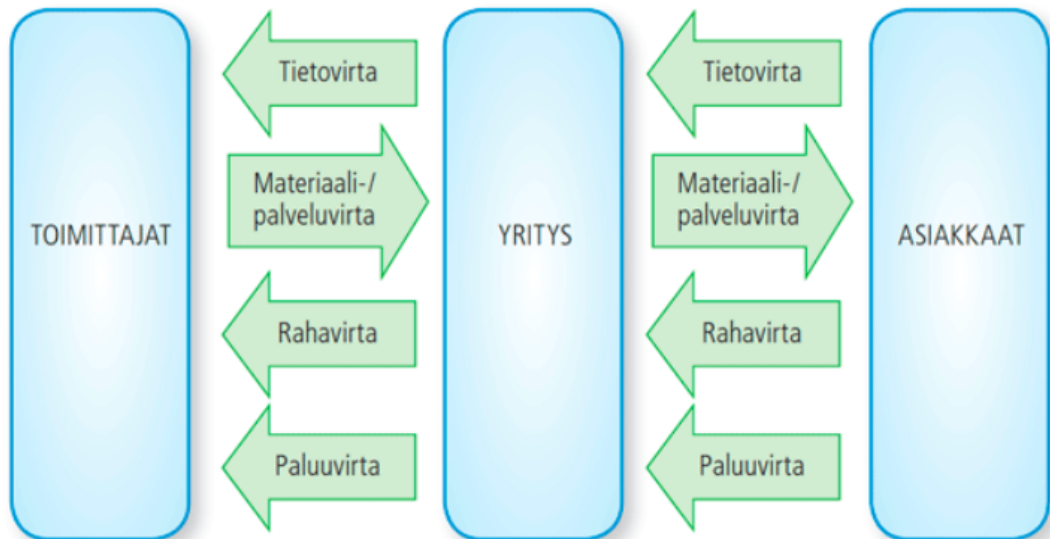 Tietovirta
Tietovirta
Materiaali-/
palveluvirta
Materiaali-/
palveluvirta
TOIMITTAJAT
YRITYS
ASIAKKAAT
Rahavirta
Rahavirta
Paluuvirta
Paluuvirta